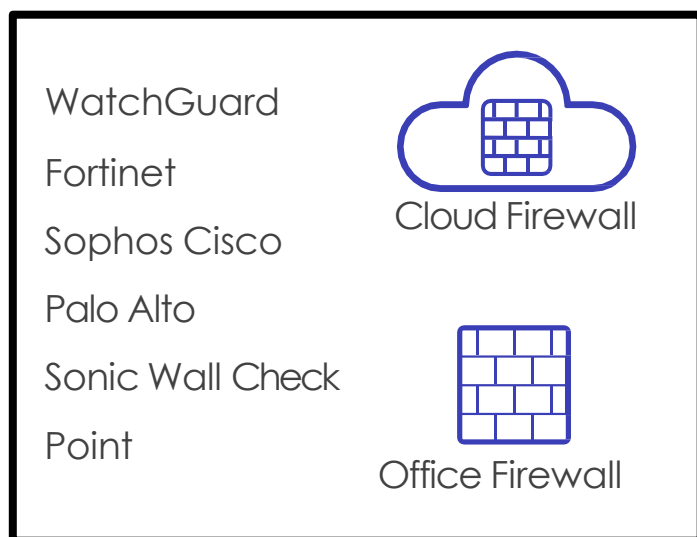 WatchGuard
Fortinet
Sophos Cisco
Palo Alto
Sonic Wall Check
Point
Cloud Firewall
Office Firewall